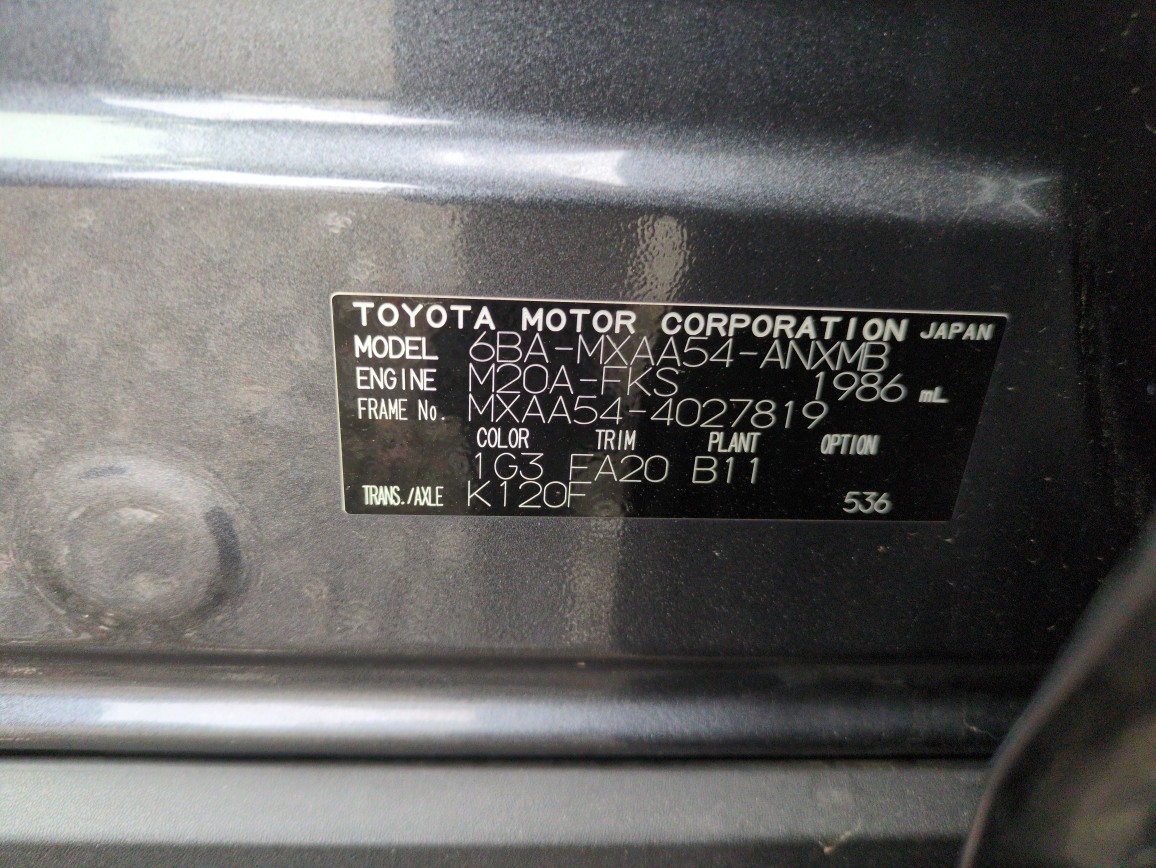 TOYOTA MOTOR CORPORATION JAPAN
MODEL 6BA-MXAA54-ANXMB
ENGINE M20A-FKS 1986 mL
FRAME No. MXAA54-4027819
COLOR TRIM PLANT OPTION
1G3 EA20 B11
TRANS./AXLE K120F 536